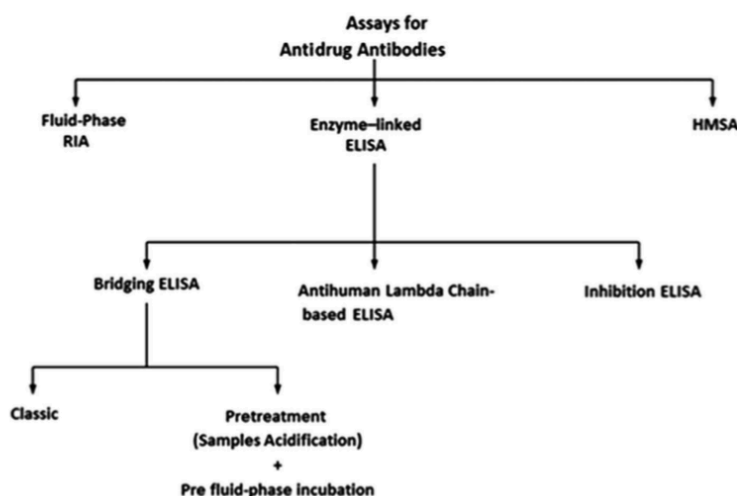 Assays for
Antidrug Antibodies
Fluid-Phase
RIA
Enzyme–linked
ELISA
HMSA
Bridging ELISA
Antihuman Lambda Chain-
based ELISA
Inhibition ELISA
Classic
Pretreatment
(Samples Acidification)
+
Pre fluid-phase incubation